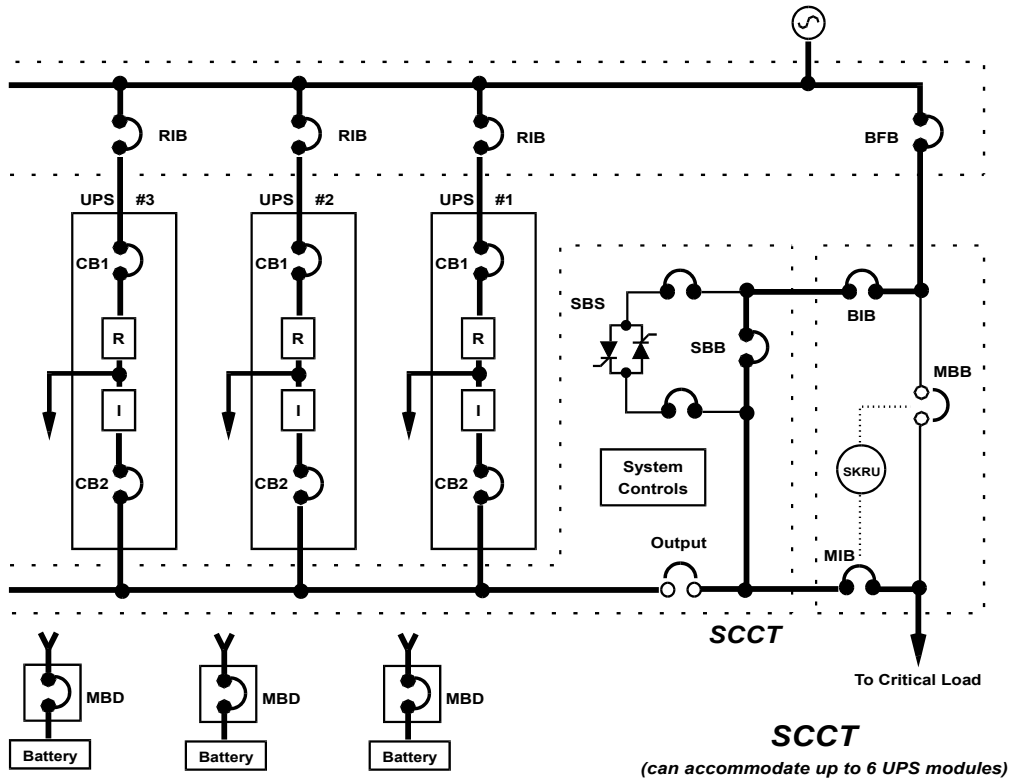 RIB
RIB
RIB
BFB
UPS #3
UPS #2
UPS #1
CB1
CB1
CB1
SBS
BIB
R
R
R
SBB
MBB
I
I
I
CB2
CB2
CB2
System
Controls
SKRU
Output
MIB
SCCT
MBD
MBD
MBD
To Critical Load
Battery
Battery
Battery
SCCT
(can accommodate up to 6 UPS modules)